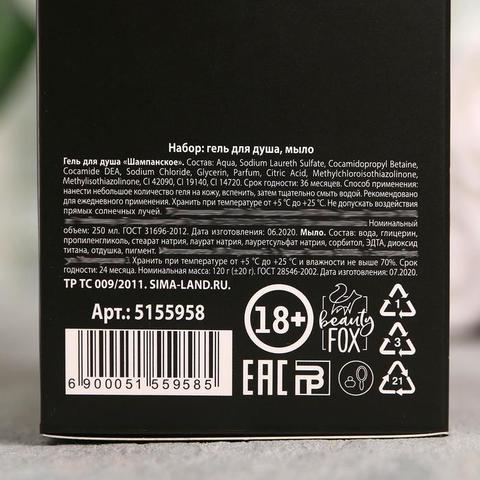 Набор: гель для душа, мыло
Гель для душа «Шампанское». Состав: Aqua, Sodium Laureth Sulfate, Cocamidopropyl Betaine,
Cocamide DEA, Sodium Chloride, Glycerin, Parfum, Citric Acid, Methylchloroisothiazolinone,
Methylisothiazolinone, CI 42090, CI 19140, CI 14720. Срок годности: 36 месяцев. Способ применения:
нанести небольшое количество геля на кожу, вспенить, затем тщательно смыть водой. Рекомендовано
для ежедневного применения. Хранить при температуре от +5 °С до +25 °С. Не допускать воздействия
прямых солнечных лучей.
Номинальный
объем: 250 мл. ГОСТ 31696-2012. Дата изготовления: 06.2020. Мыло. Состав: вода, глицерин,
пропиленгликоль, стеарат натрия, лаурат натрия, лауретсульфат натрия, сорбитол, ЭДТА, диоксид
титана, отдушка, пигмент.
Хранить при температуре от +5 °С до +25 °С и влажности не выше 70%. Срок
годности: 24 месяца. Номинальная масса: 120 г (±20 г). ГОСТ 28546-2002. Дата изготовления: 07.2020.
ТР ТС 009/2011. SIMA-LAND.RU.
Арт.: 5155958
18+
beauty
FOX
1
3
21
EAC
6 900051 559585